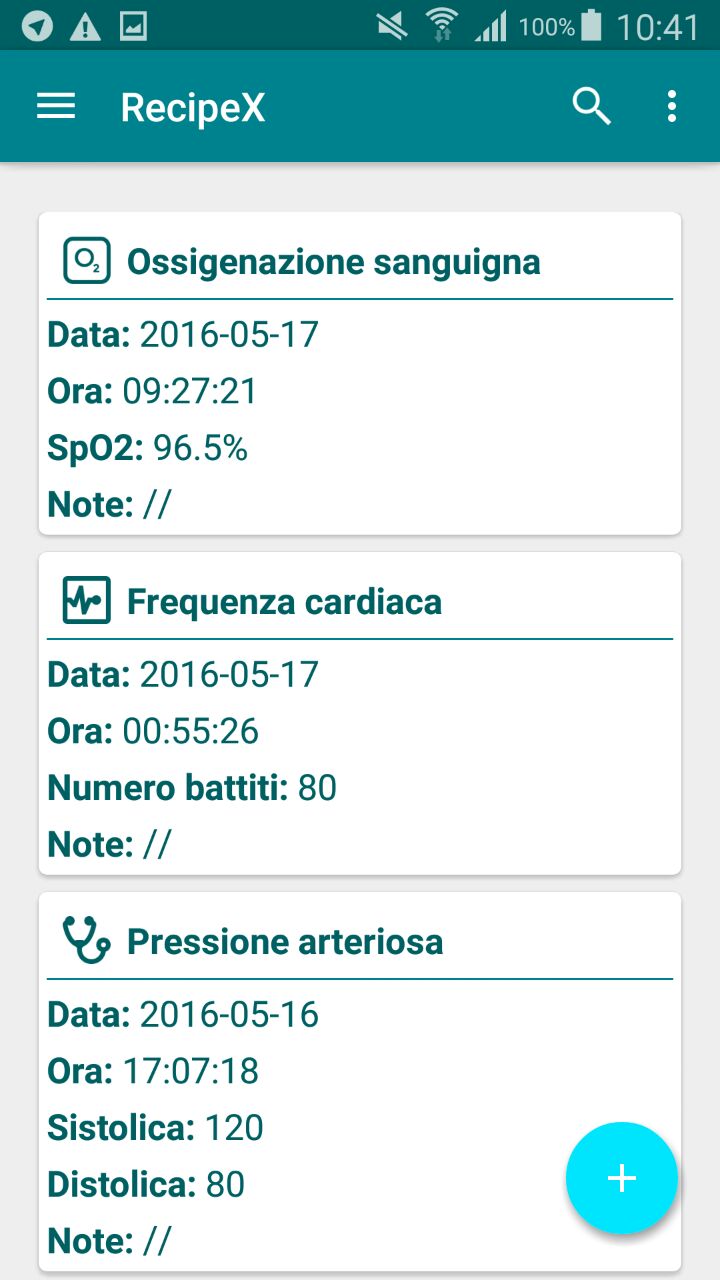 100% 10:41
RecipeX
O2 Ossigenazione sanguigna
Data: 2016-05-17
Ora: 09:27:21
SpO2: 96.5%
Note: //
Frequenza cardiaca
Data: 2016-05-17
Ora: 00:55:26
Numero battiti: 80
Note: //
Pressione arteriosa
Data: 2016-05-16
Ora: 17:07:18
Sistolica: 120
Distolica: 80
Note: //